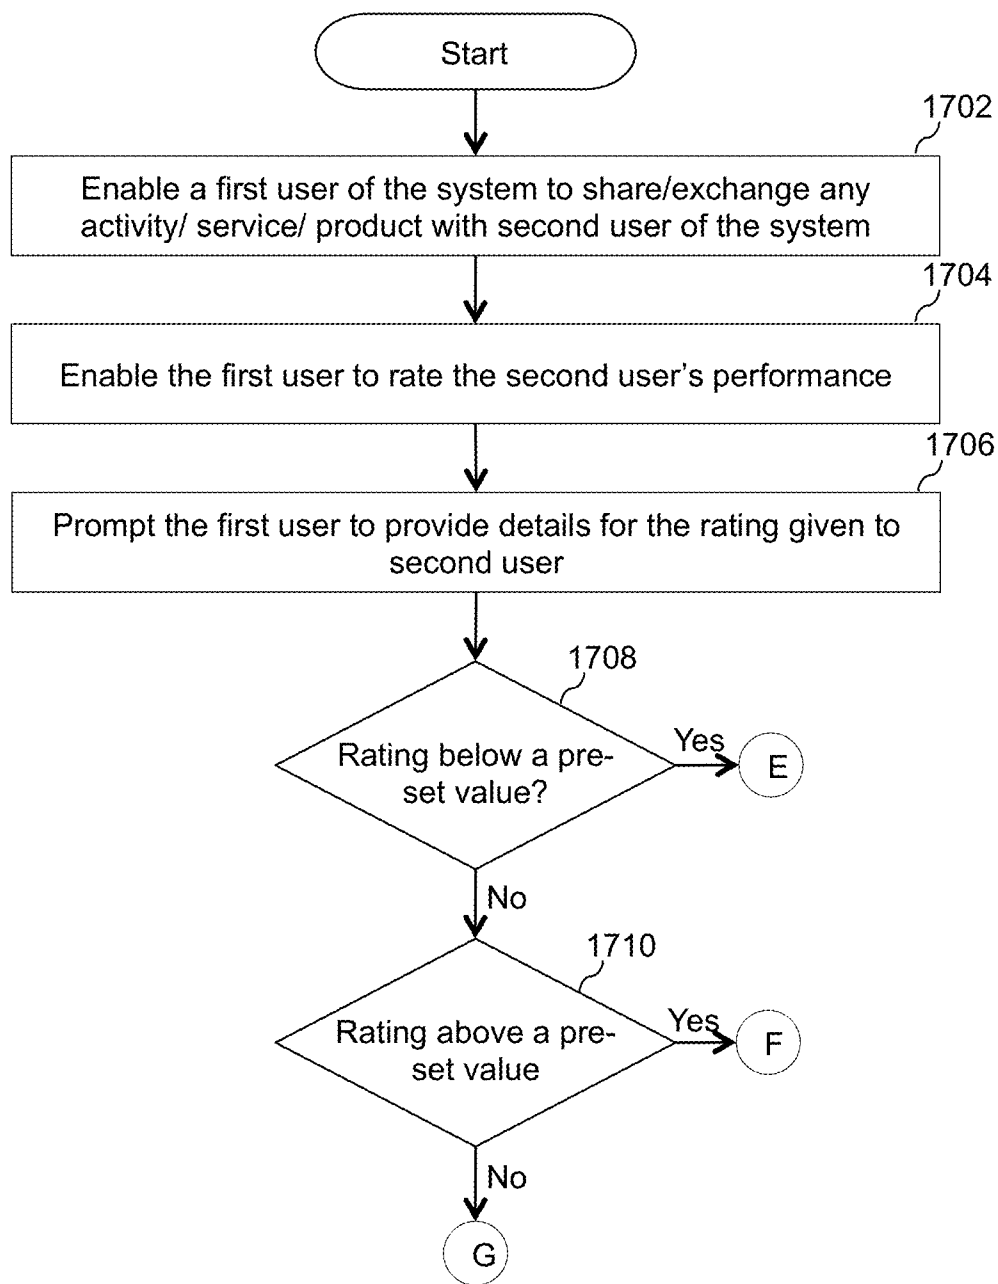 Start
1702
Enable a first user of the system to share/exchange any
activity/ service/ product with second user of the system
1704
Enable the first user to rate the second user's performance
1706
Prompt the first user to provide details for the rating given to
second user
1708
Rating below a pre-
set value?
Yes
E
No
1710
Rating above a pre-
set value
Yes
F
No
G